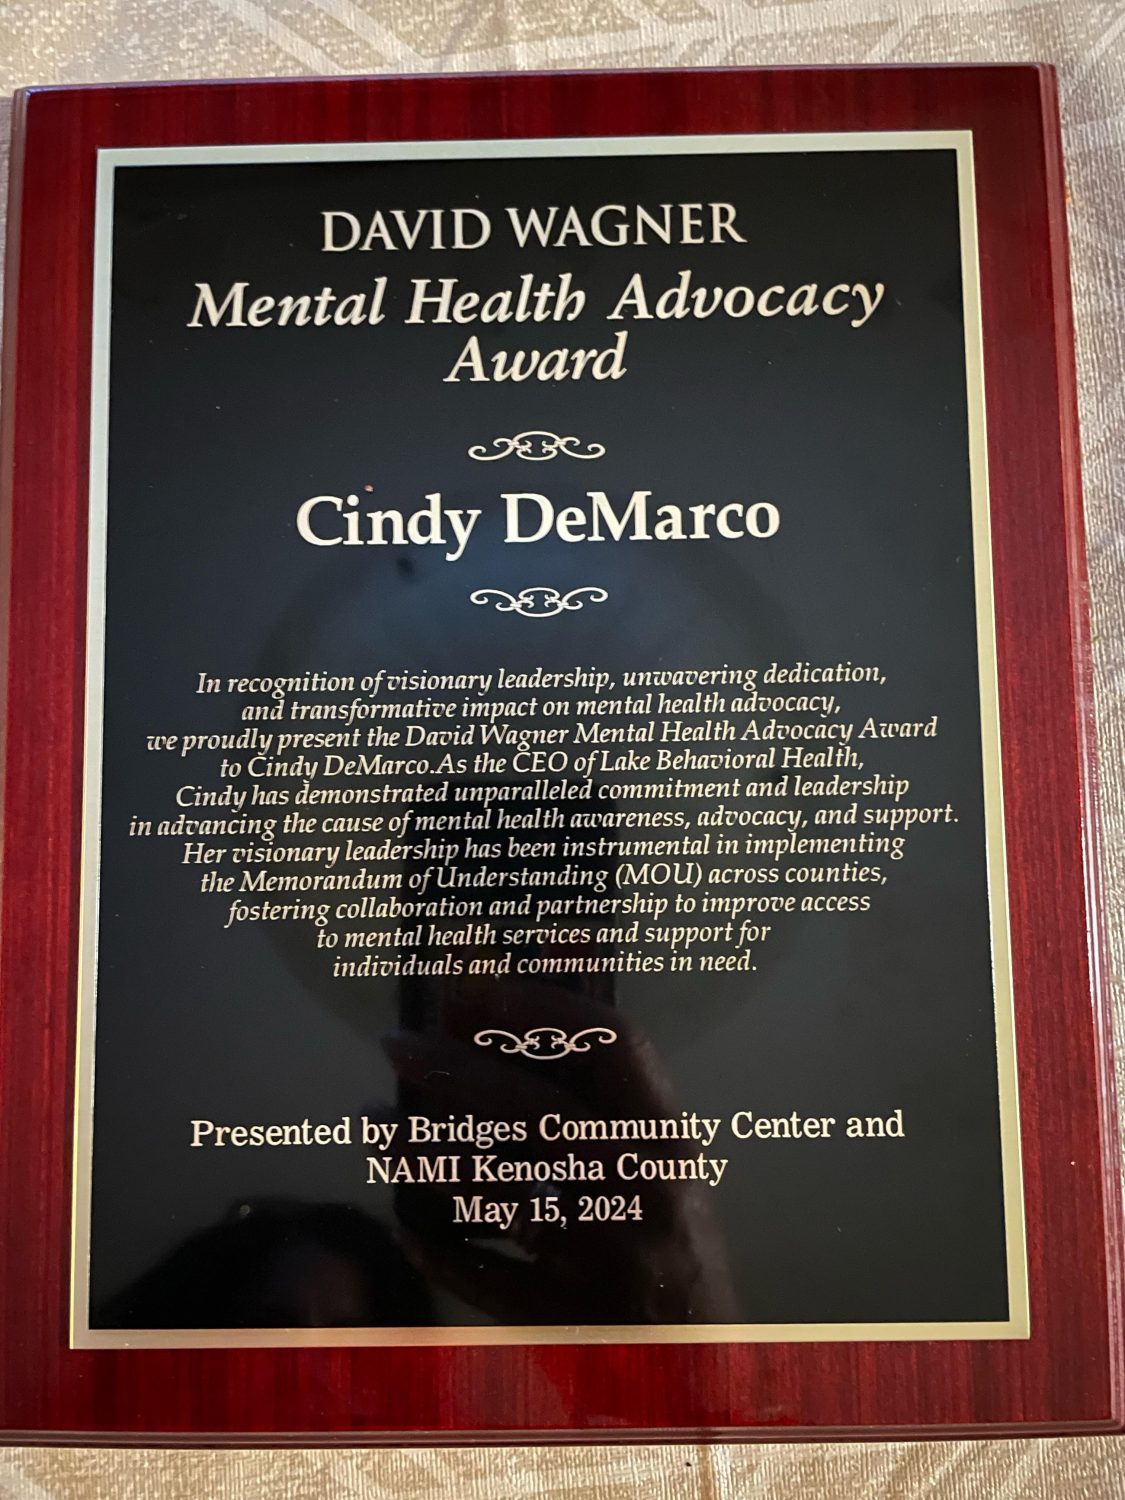 DAVID WAGNER
Mental Health Advocacy
Award
Cindy DeMarco
In recognition of visionary leadership, unwavering dedication,
and transformative impact on mental health advocacy,
we proudly present the David Wagner Mental Health Advocacy Award
to Cindy DeMarco.As the CEO of Lake Behavioral Health,
Cindy has demonstrated unparalleled commitment and leadership
in advancing the cause of mental health awareness, advocacy, and support.
Her visionary leadership has been instrumental in implementing
the Memorandum of Understanding (MOU) across counties,
fostering collaboration and partnership to improve access
to mental health services and support for
individuals and communities in need.
Presented by Bridges Community Center and
NAMI Kenosha County
May 15, 2024